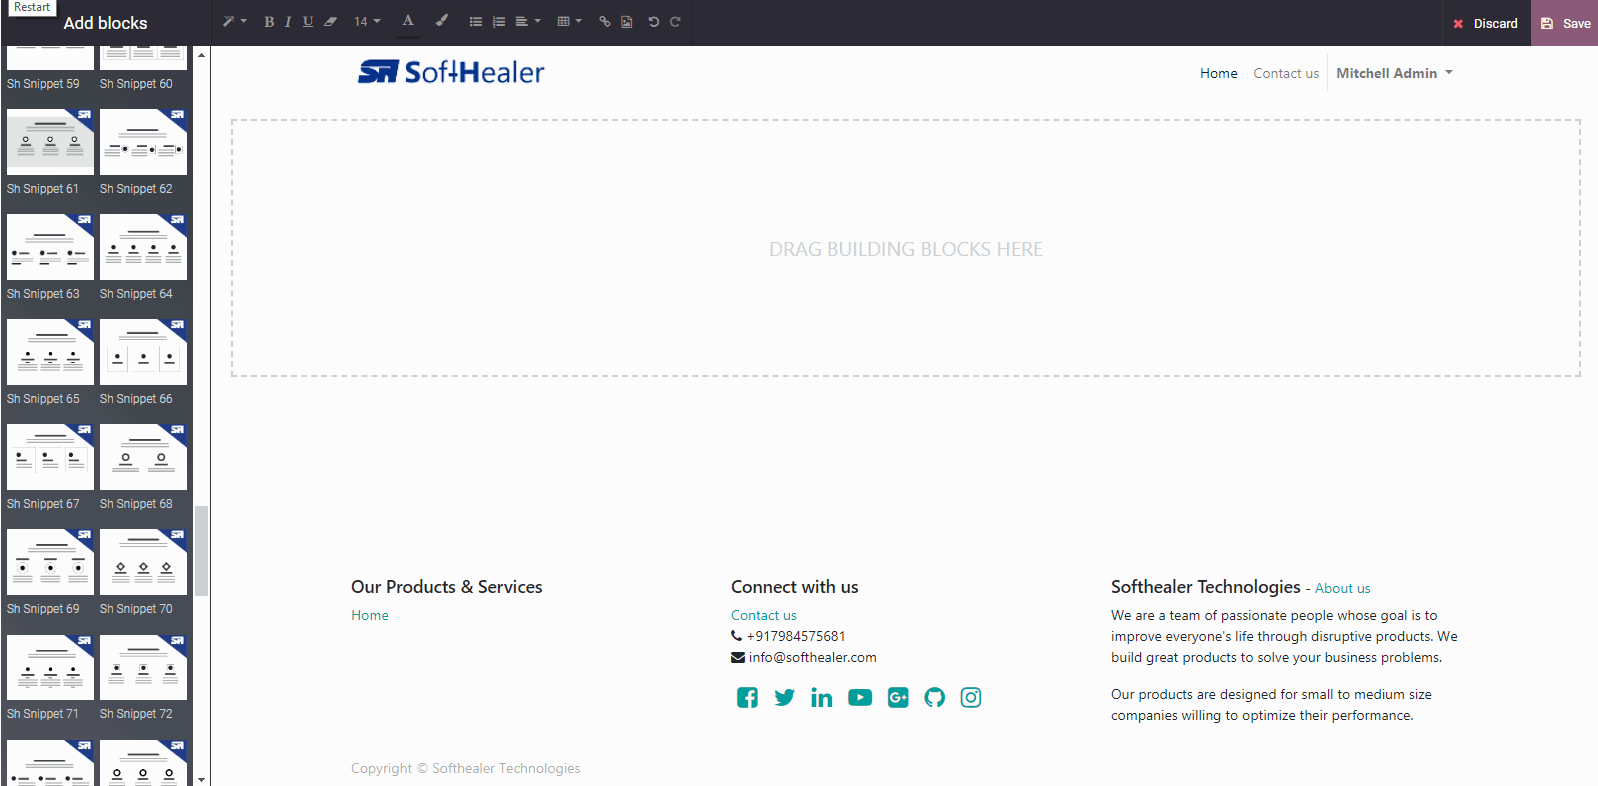 Restart
Add blocks
B I U 14 A
Discard
Save
SH SoftHealer
Home
Contact us
Mitchell Admin
Sh Snippet 59
Sh Snippet 60
Sh Snippet 61
Sh Snippet 62
Sh Snippet 63
Sh Snippet 64
Sh Snippet 65
Sh Snippet 66
Sh Snippet 67
Sh Snippet 68
Sh Snippet 69
Sh Snippet 70
Sh Snippet 71
Sh Snippet 72
DRAG BUILDING BLOCKS HERE
Our Products & Services
Home
Connect with us
Contact us
+917984575681
info@softhealer.com
Softhealer Technologies - About us
We are a team of passionate people whose goal is to
improve everyone's life through disruptive products. We
build great products to solve your business problems.
Our products are designed for small to medium size
companies willing to optimize their performance.
Copyright © Softhealer Technologies